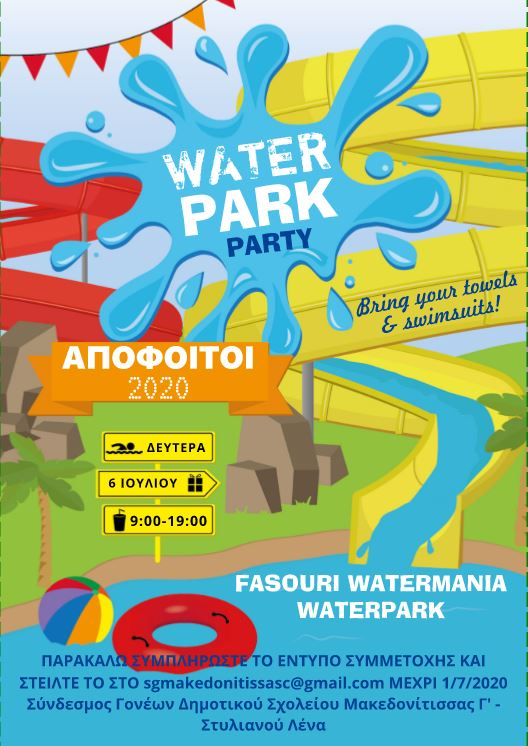 WATER
PARK
PARTY
Bring your towels
& swimsuits!
ΑΠΟΦΟΙΤΟΙ
2020
ΔΕΥΤΕΡΑ
6 ΙΟΥΛΙΟΥ
9:00-19:00
FASOURI WATERMANIA
WATERPARK
ΠΑΡΑΚΑΛΩ ΣΥΜΠΛΗΡΩΣΤΕ ΤΟ ΕΝΤΥΠΟ ΣΥΜΜΕΤΟΧΗΣ ΚΑΙ
ΣΤΕΙΛΤΕ ΤΟ ΣΤΟ sgmakedonitissasc@gmail.com ΜΕΧΡΙ 1/7/2020
Σύνδεσμος Γονέων Δημοτικού Σχολείου Μακεδονίτισσας Γ' -
Στυλιανού Λένα